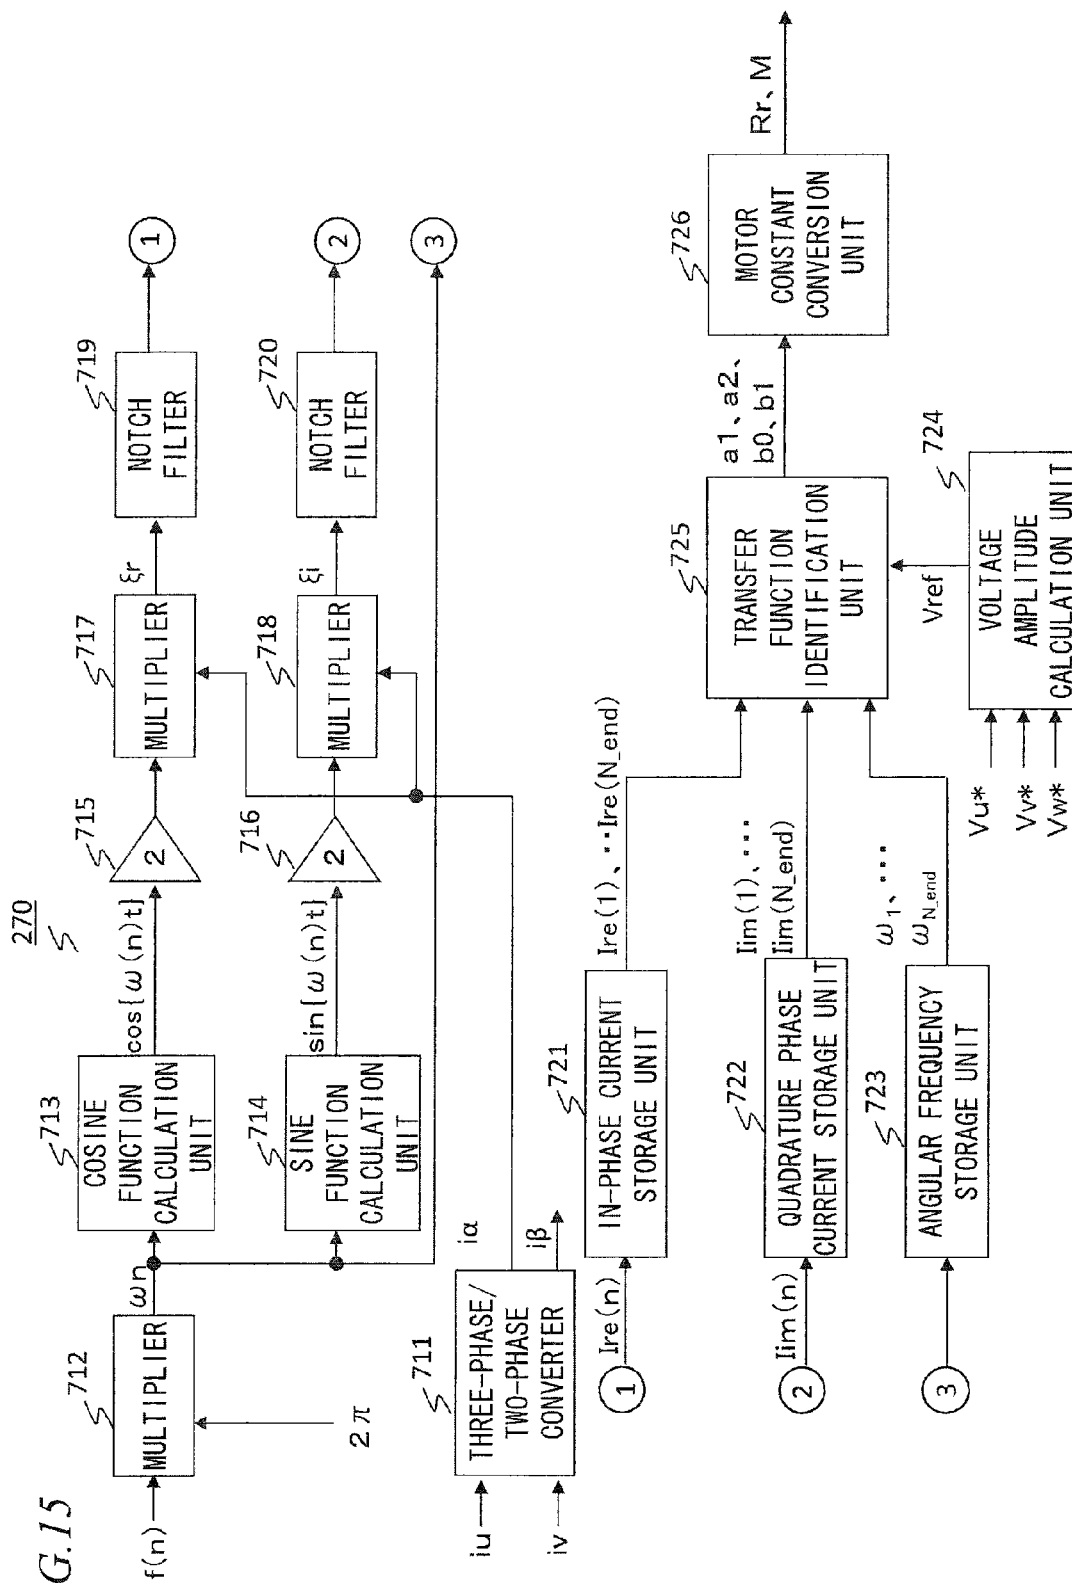 G.15
270
f(n)
712
MULTIPLIER
2π
ωn
713
COSINE
FUNCTION
CALCULATION
UNIT
cos{ω(n)t}
715
2
717
MULTIPLIER
ξr
719
NOTCH
FILTER
1
714
SINE
FUNCTION
CALCULATION
UNIT
sin{ω(n)t}
716
2
718
MULTIPLIER
ξi
720
NOTCH
FILTER
2
3
iu
iv
711
THREE-PHASE/
TWO-PHASE
CONVERTER
iα
iβ
1
Ire(n)
721
IN-PHASE CURRENT
STORAGE UNIT
Ire(1)、‥Ire(N_end)
2
Iim(n)
722
QUADRATURE PHASE
CURRENT STORAGE UNIT
Iim(1)、…
Iim(N_end)
3
723
ANGULAR FREQUENCY
STORAGE UNIT
ω1、…
ωN_end
725
TRANSFER
FUNCTION
IDENTIFICATION
UNIT
a1、a2、
b0、b1
726
MOTOR
CONSTANT
CONVERSION
UNIT
Rr、M
Vref
724
VOLTAGE
AMPLITUDE
CALCULATION UNIT
Vu*
Vv*
Vw*